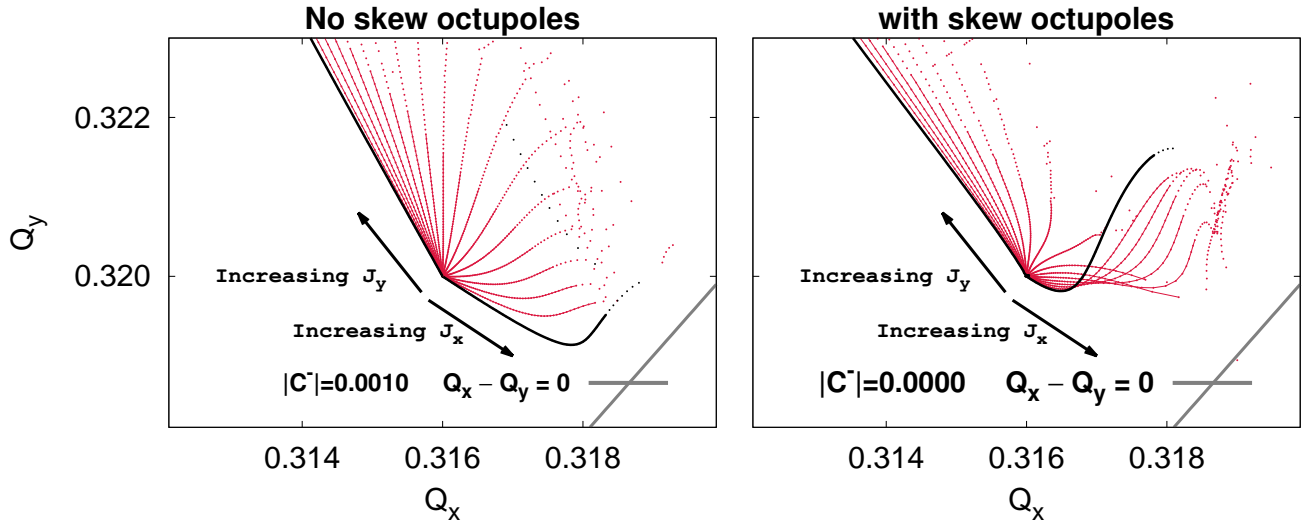 No skew octupoles
0.322
0.320
Q_y
Increasing J_y
Increasing J_x
|C⁻|=0.0010 Q_x – Q_y = 0
0.314 0.316 0.318
Q_x
with skew octupoles
Increasing J_y
Increasing J_x
|C⁻|=0.0000 Q_x – Q_y = 0
0.314 0.316 0.318
Q_x